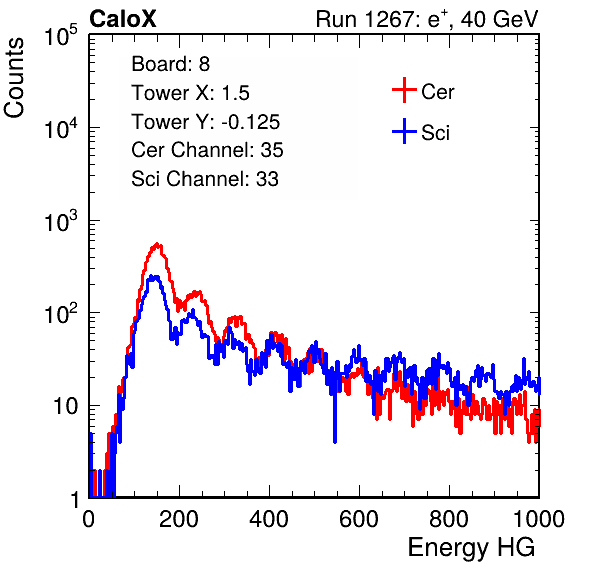 CaloX Run 1267: e⁺, 40 GeV
Board: 8
Tower X: 1.5
Tower Y: -0.125
Cer Channel: 35
Sci Channel: 33
Cer
Sci
Counts
10⁵
10⁴
10³
10²
10
1
0 200 400 600 800 1000
Energy HG